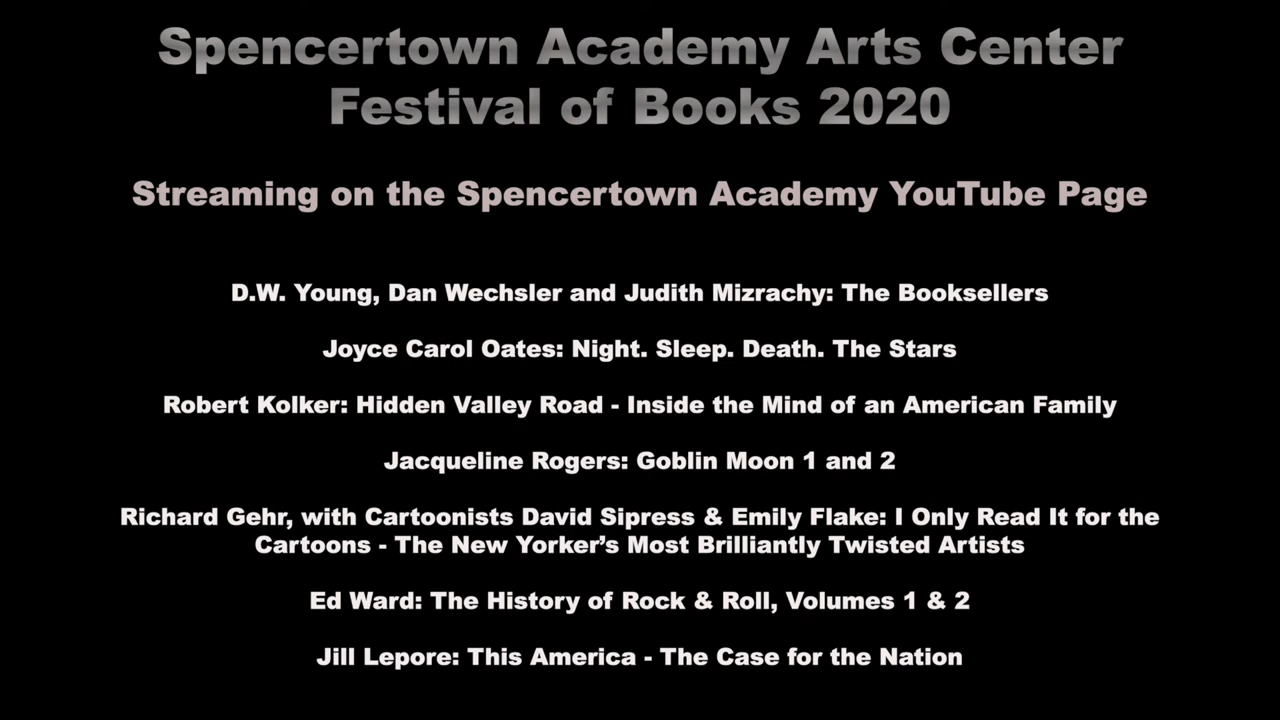 Spencertown Academy Arts Center
Festival of Books 2020
Streaming on the Spencertown Academy YouTube Page
D.W. Young, Dan Wechsler and Judith Mizrachy: The Booksellers
Joyce Carol Oates: Night. Sleep. Death. The Stars
Robert Kolker: Hidden Valley Road - Inside the Mind of an American Family
Jacqueline Rogers: Goblin Moon 1 and 2
Richard Gehr, with Cartoonists David Sipress & Emily Flake: I Only Read It for the
Cartoons - The New Yorker’s Most Brilliantly Twisted Artists
Ed Ward: The History of Rock & Roll, Volumes 1 & 2
Jill Lepore: This America - The Case for the Nation